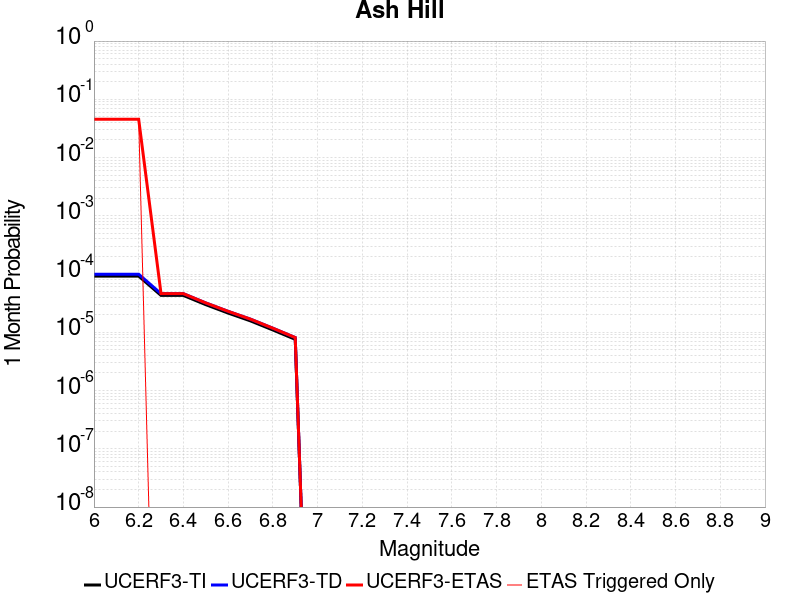 Ash Hill
10 0
10 -1
10 -2
10 -3
10 -4
10 -5
10 -6
10 -7
10 -8
1 Month Probability
6 6.2 6.4 6.6 6.8 7 7.2 7.4 7.6 7.8 8 8.2 8.4 8.6 8.8 9
Magnitude
UCERF3-TI UCERF3-TD UCERF3-ETAS ETAS Triggered Only